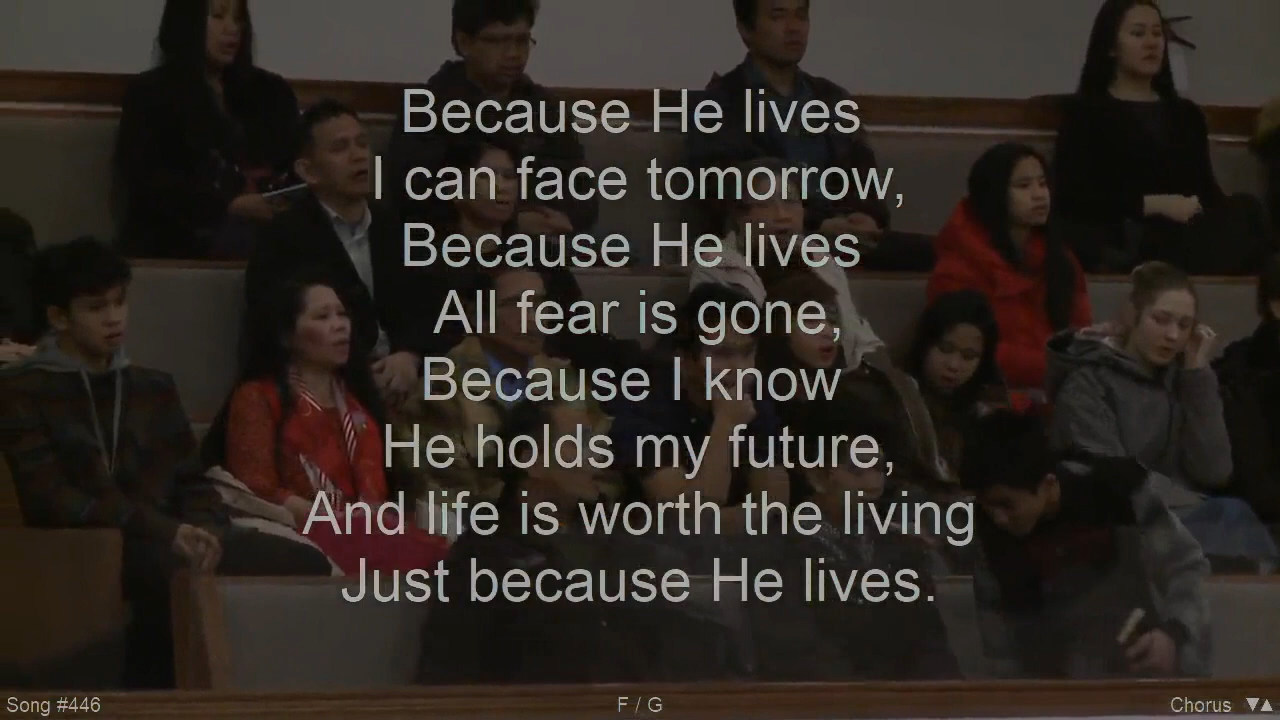 Because He lives
I can face tomorrow,
Because He lives
All fear is gone,
Because I know
He holds my future,
And life is worth the living
Just because He lives.
Song #446
F / G
Chorus ▼▲